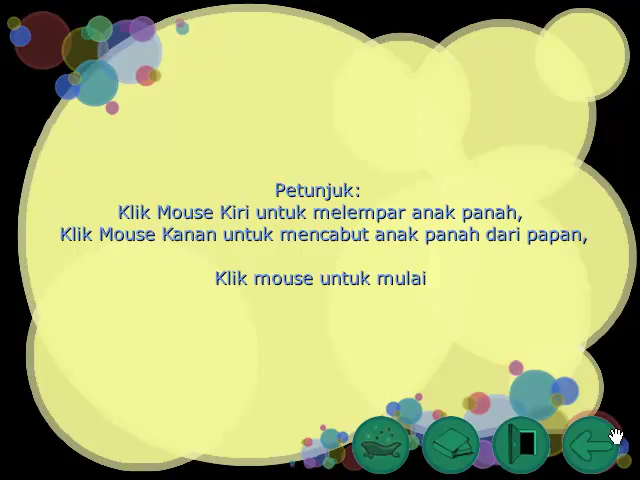 Petunjuk:
Klik Mouse Kiri untuk melempar anak panah,
Klik Mouse Kanan untuk mencabut anak panah dari papan,
Klik mouse untuk mulai